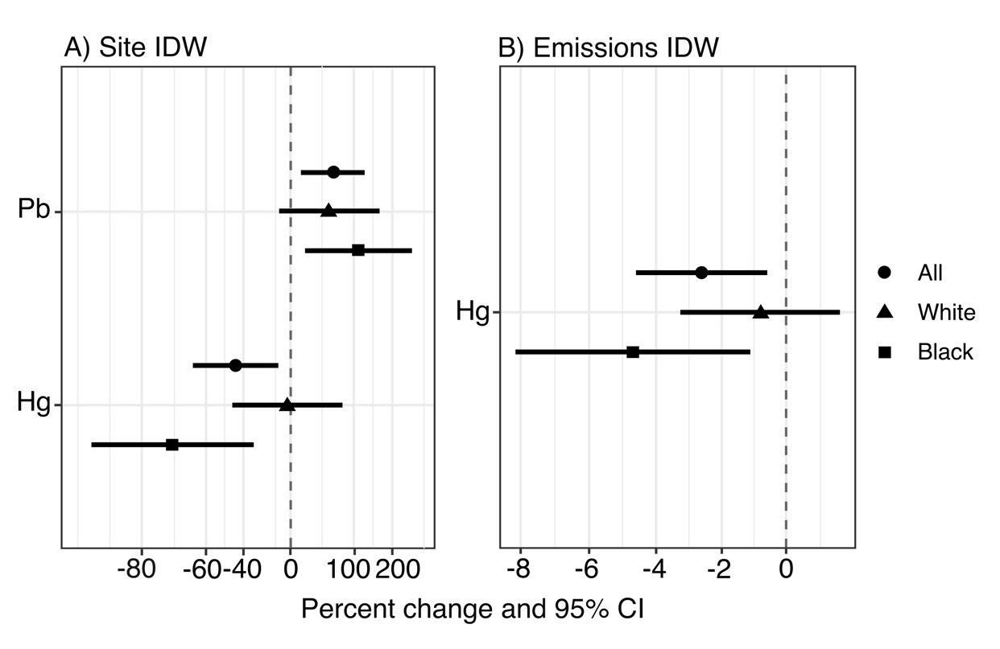 A) Site IDW
B) Emissions IDW
Pb
Hg
Hg
All
White
Black
-80 -60 -40 0 100 200
-8 -6 -4 -2 0
Percent change and 95% CI